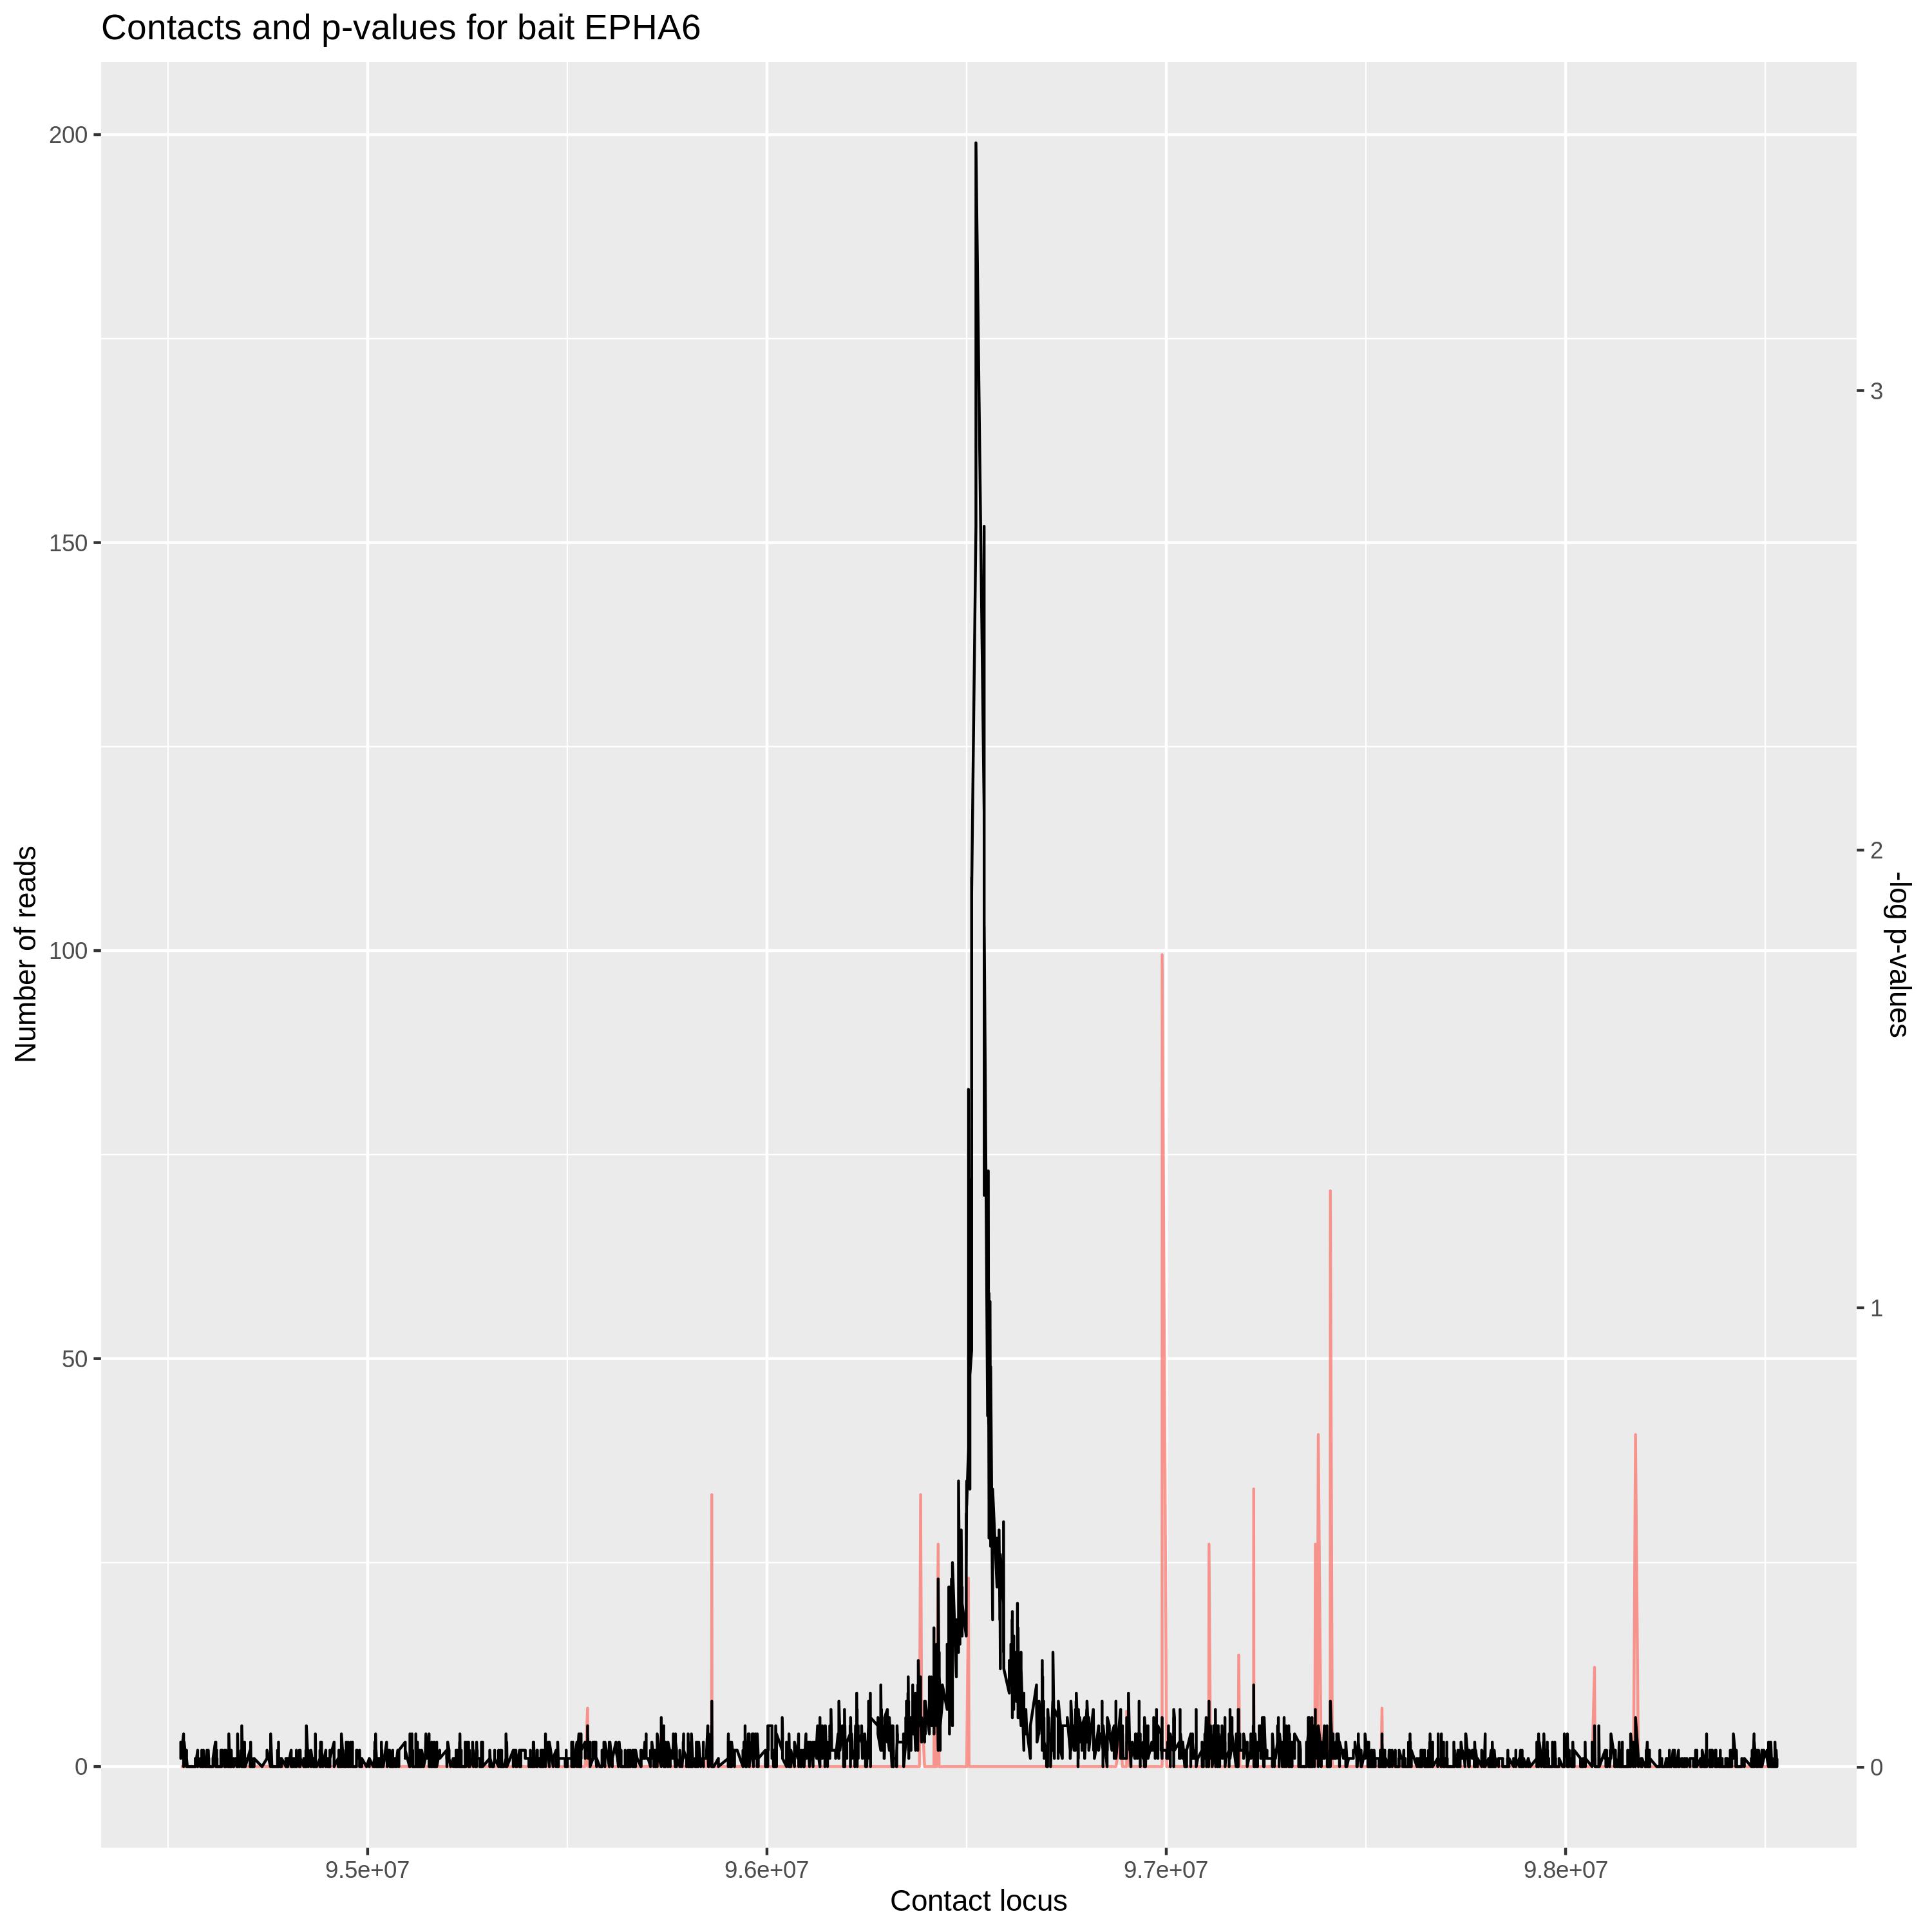 Contacts and p-values for bait EPHA6
200
150
100
50
0
Number of reads
3
2
1
0
-log p-values
9.5e+07
9.6e+07
9.7e+07
9.8e+07
Contact locus